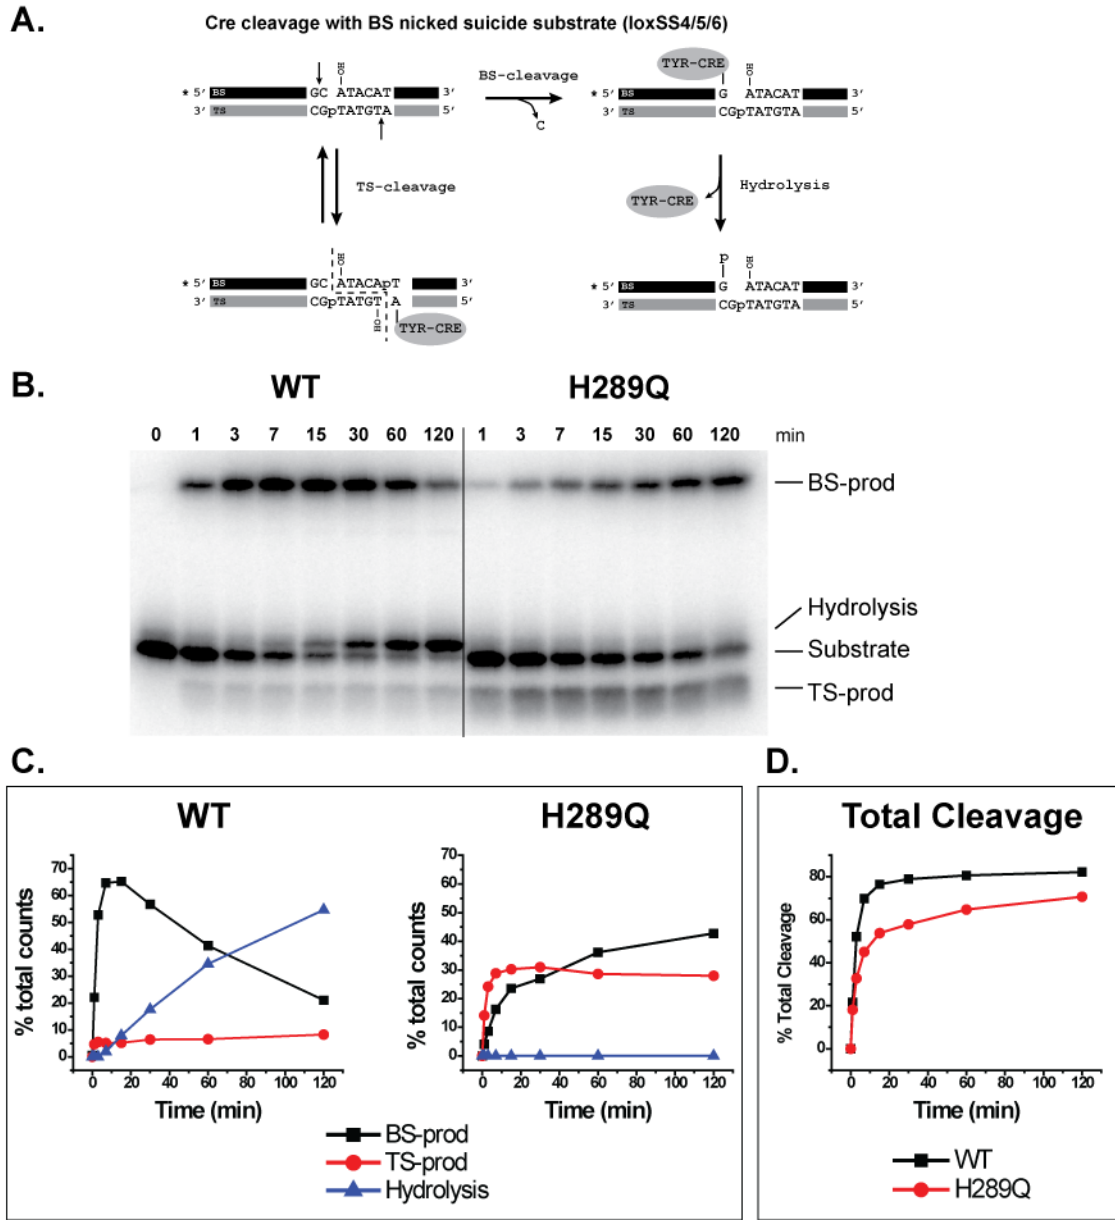 A.
Cre cleavage with BS nicked suicide substrate (loxSS4/5/6)
* 5' BS GC ATACAT 3'
HO
3' TS CGpTATGTA 5'
BS-cleavage
C
TYR-CRE
HO
* 5' BS G ATACAT 3'
3' TS CGpTATGTA 5'
TS-cleavage
TYR-CRE
Hydrolysis
HO
* 5' BS GC ATACApT 3'
3' TS CGpTATGT A 5'
HO
TYR-CRE
p
HO
* 5' BS G ATACAT 3'
3' TS CGpTATGTA 5'
B.
WT H289Q
0 1 3 7 15 30 60 120 1 3 7 15 30 60 120 min
BS-prod
Hydrolysis
Substrate
TS-prod
C.
WT
% total counts
70
60
50
40
30
20
10
0
0 20 40 60 80 100 120
Time (min)
H289Q
% total counts
70
60
50
40
30
20
10
0
0 20 40 60 80 100 120
Time (min)
BS-prod
TS-prod
Hydrolysis
D.
Total Cleavage
% Total Cleavage
80
60
40
20
0
0 20 40 60 80 100 120
Time (min)
WT
H289Q